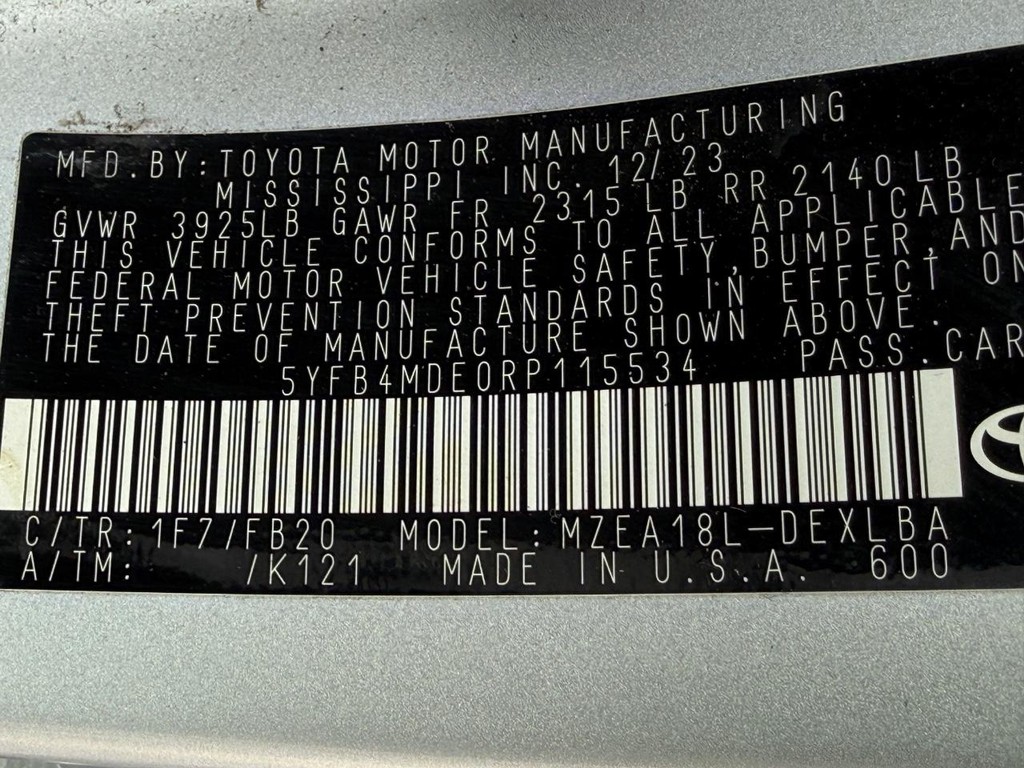 MFD.BY:TOYOTA MOTOR MANUFACTURING
MISSISSIPPI INC. 12/23
GVWR 3925LB GAWR FR 2315LB RR 2140LB
THIS VEHICLE CONFORMS TO ALL APPLICABLE
FEDERAL MOTOR VEHICLE SAFETY,BUMPER,AND
THEFT PREVENTION STANDARDS IN EFFECT ON
THE DATE OF MANUFACTURE SHOWN ABOVE.
5YFB4MDE0RP115534 PASS.CAR
C/TR:1F7/FB20 MODEL:MZEA18L-DEXLBA
A/TM: /K121 MADE IN U.S.A. 600